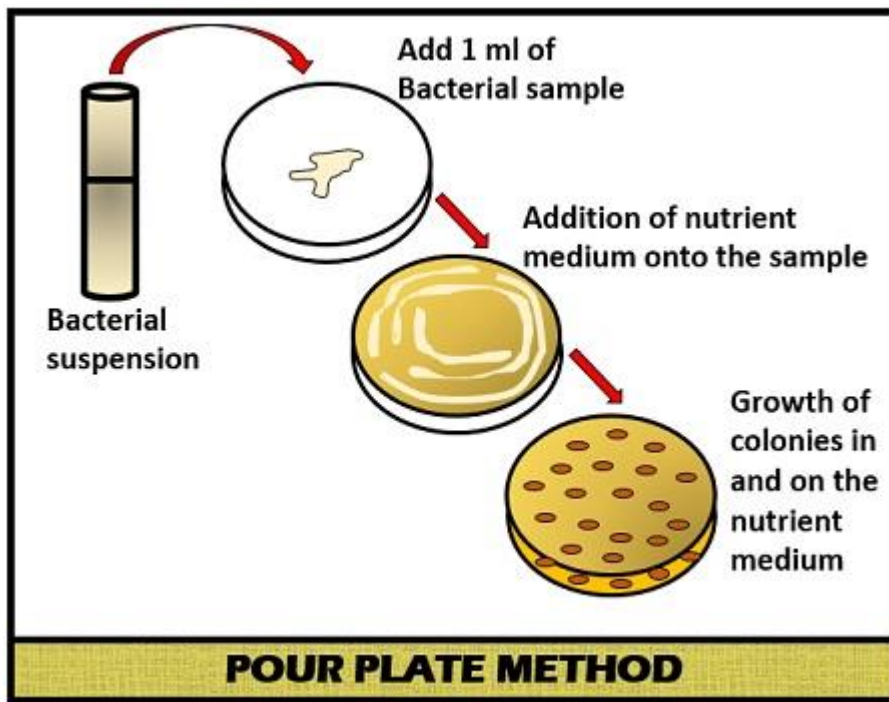 Add 1 ml of
Bacterial sample
Addition of nutrient
medium onto the sample
Bacterial
suspension
Growth of
colonies in
and on the
nutrient
medium
POUR PLATE METHOD